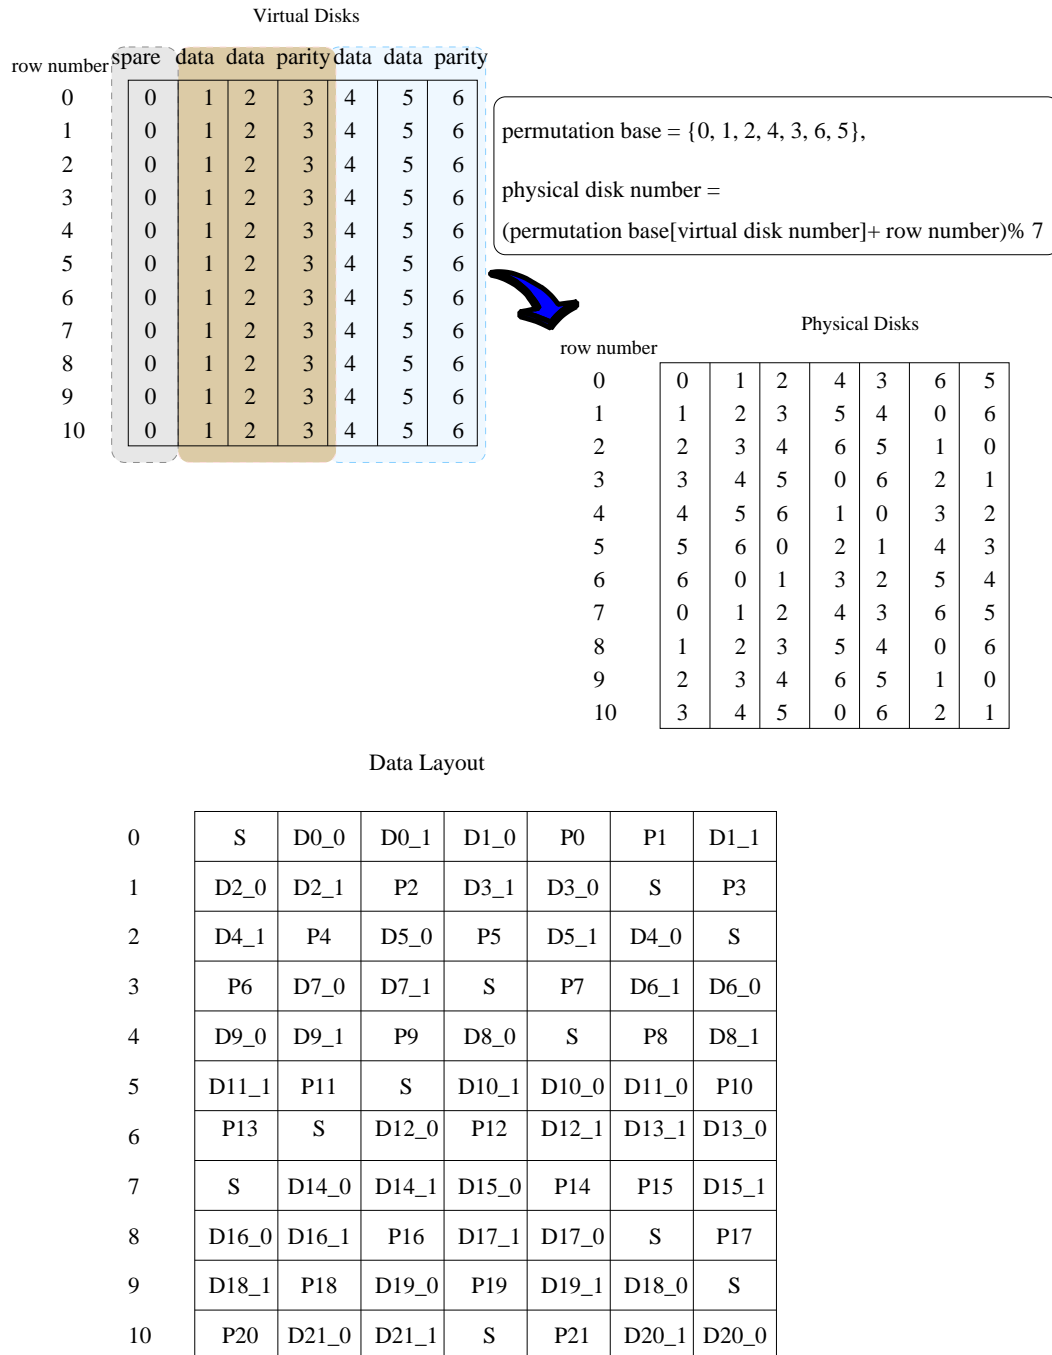 Virtual Disks
row number spare data data parity data data parity
0 0 1 2 3 4 5 6
1 0 1 2 3 4 5 6
2 0 1 2 3 4 5 6
3 0 1 2 3 4 5 6
4 0 1 2 3 4 5 6
5 0 1 2 3 4 5 6
6 0 1 2 3 4 5 6
7 0 1 2 3 4 5 6
8 0 1 2 3 4 5 6
9 0 1 2 3 4 5 6
10 0 1 2 3 4 5 6
permutation base = {0, 1, 2, 4, 3, 6, 5},
physical disk number =
(permutation base[virtual disk number]+ row number)% 7
Physical Disks
row number
0 0 1 2 4 3 6 5
1 1 2 3 5 4 0 6
2 2 3 4 6 5 1 0
3 3 4 5 0 6 2 1
4 4 5 6 1 0 3 2
5 5 6 0 2 1 4 3
6 6 0 1 3 2 5 4
7 0 1 2 4 3 6 5
8 1 2 3 5 4 0 6
9 2 3 4 6 5 1 0
10 3 4 5 0 6 2 1
Data Layout
0 S D0_0 D0_1 D1_0 P0 P1 D1_1
1 D2_0 D2_1 P2 D3_1 D3_0 S P3
2 D4_1 P4 D5_0 P5 D5_1 D4_0 S
3 P6 D7_0 D7_1 S P7 D6_1 D6_0
4 D9_0 D9_1 P9 D8_0 S P8 D8_1
5 D11_1 P11 S D10_1 D10_0 D11_0 P10
6 P13 S D12_0 P12 D12_1 D13_1 D13_0
7 S D14_0 D14_1 D15_0 P14 P15 D15_1
8 D16_0 D16_1 P16 D17_1 D17_0 S P17
9 D18_1 P18 D19_0 P19 D19_1 D18_0 S
10 P20 D21_0 D21_1 S P21 D20_1 D20_0